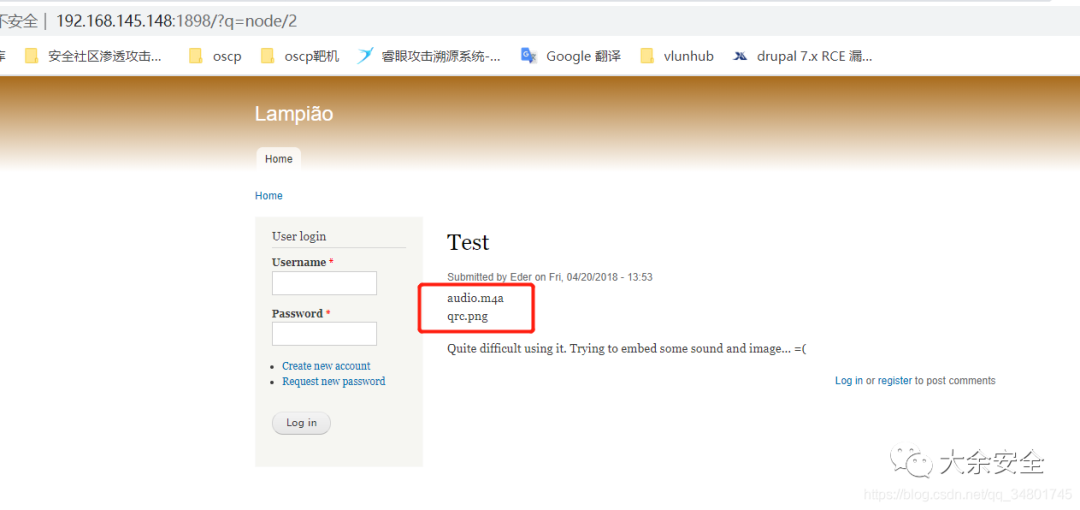 下安全 | 192.168.145.148:1898/?q=node/2
安全社区渗透攻击... oscp oscp靶机 睿眼攻击溯源系统-... Google 翻译 vlunhub drupal 7.x RCE 漏...
Lampião
Home
Home
User login
Username *
Password *
Create new account
Request new password
Log in
Test
Submitted by Eder on Fri, 04/20/2018 - 13:53
audio.m4a
qrc.png
Quite difficult using it. Trying to embed some sound and image... =(
Log in or register to post comments
大余安全
https://blog.csdn.net/qq_34801745